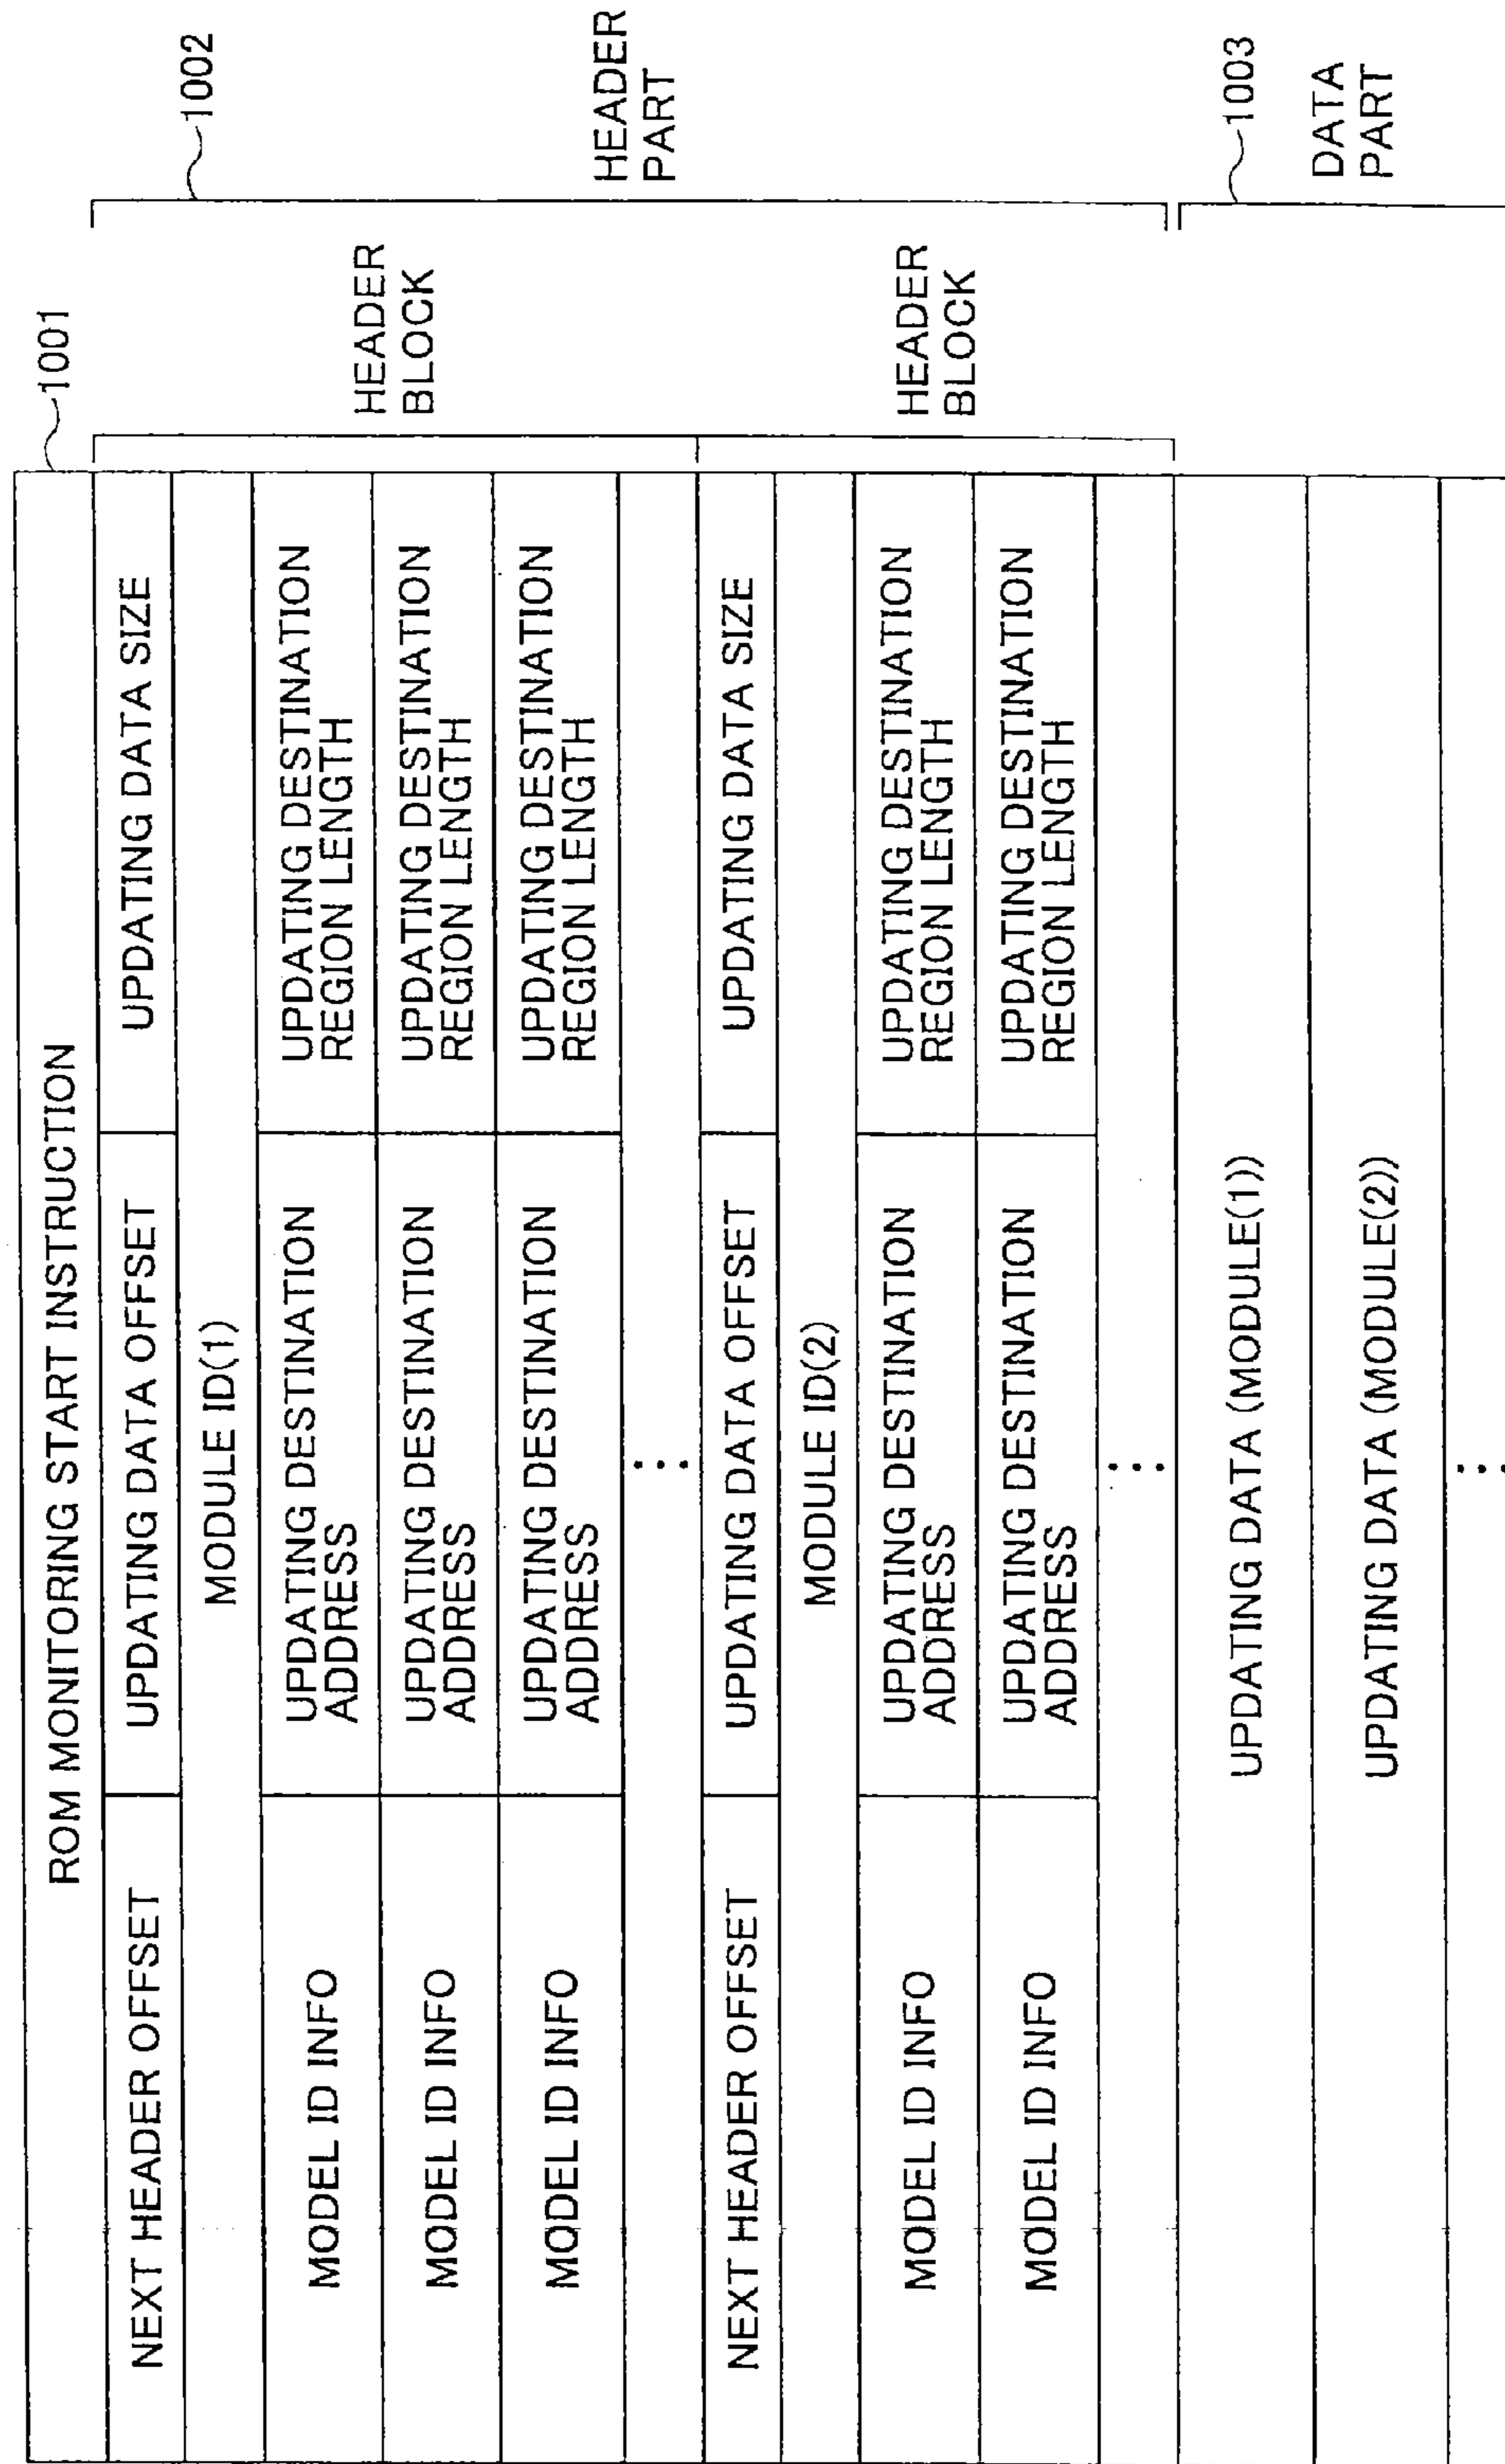 ROM MONITORING START INSTRUCTION
1001
NEXT HEADER OFFSET
UPDATING DATA OFFSET
UPDATING DATA SIZE
MODULE ID(1)
MODEL ID INFO
UPDATING DESTINATION
ADDRESS
UPDATING DESTINATION
REGION LENGTH
MODEL ID INFO
UPDATING DESTINATION
ADDRESS
UPDATING DESTINATION
REGION LENGTH
MODEL ID INFO
UPDATING DESTINATION
ADDRESS
UPDATING DESTINATION
REGION LENGTH
...
HEADER
BLOCK
NEXT HEADER OFFSET
UPDATING DATA OFFSET
UPDATING DATA SIZE
MODULE ID(2)
MODEL ID INFO
UPDATING DESTINATION
ADDRESS
UPDATING DESTINATION
REGION LENGTH
MODEL ID INFO
UPDATING DESTINATION
ADDRESS
UPDATING DESTINATION
REGION LENGTH
...
HEADER
BLOCK
1002
HEADER
PART
UPDATING DATA (MODULE(1))
UPDATING DATA (MODULE(2))
...
1003
DATA
PART